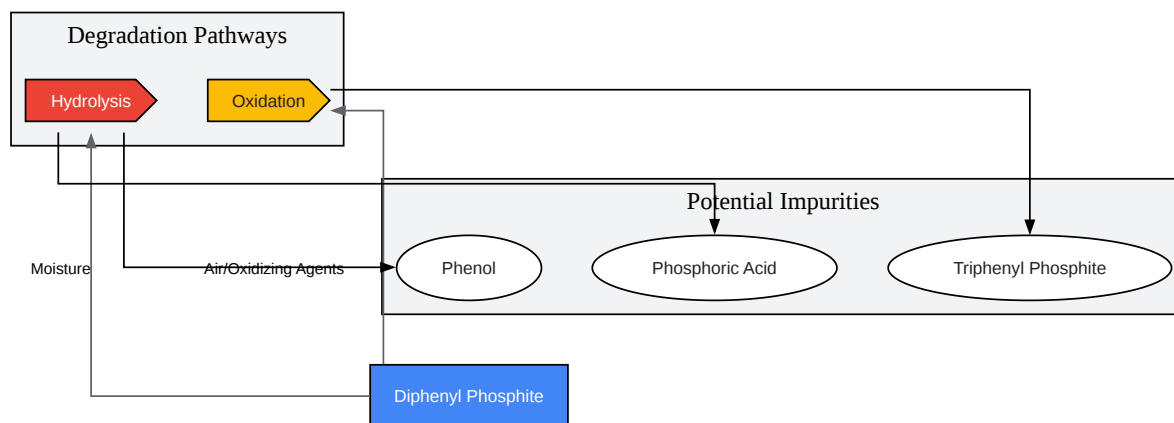 Degradation Pathways
Hydrolysis
Oxidation
Potential Impurities
Moisture
Air/Oxidizing Agents
Phenol
Phosphoric Acid
Triphenyl Phosphite
Diphenyl Phosphite